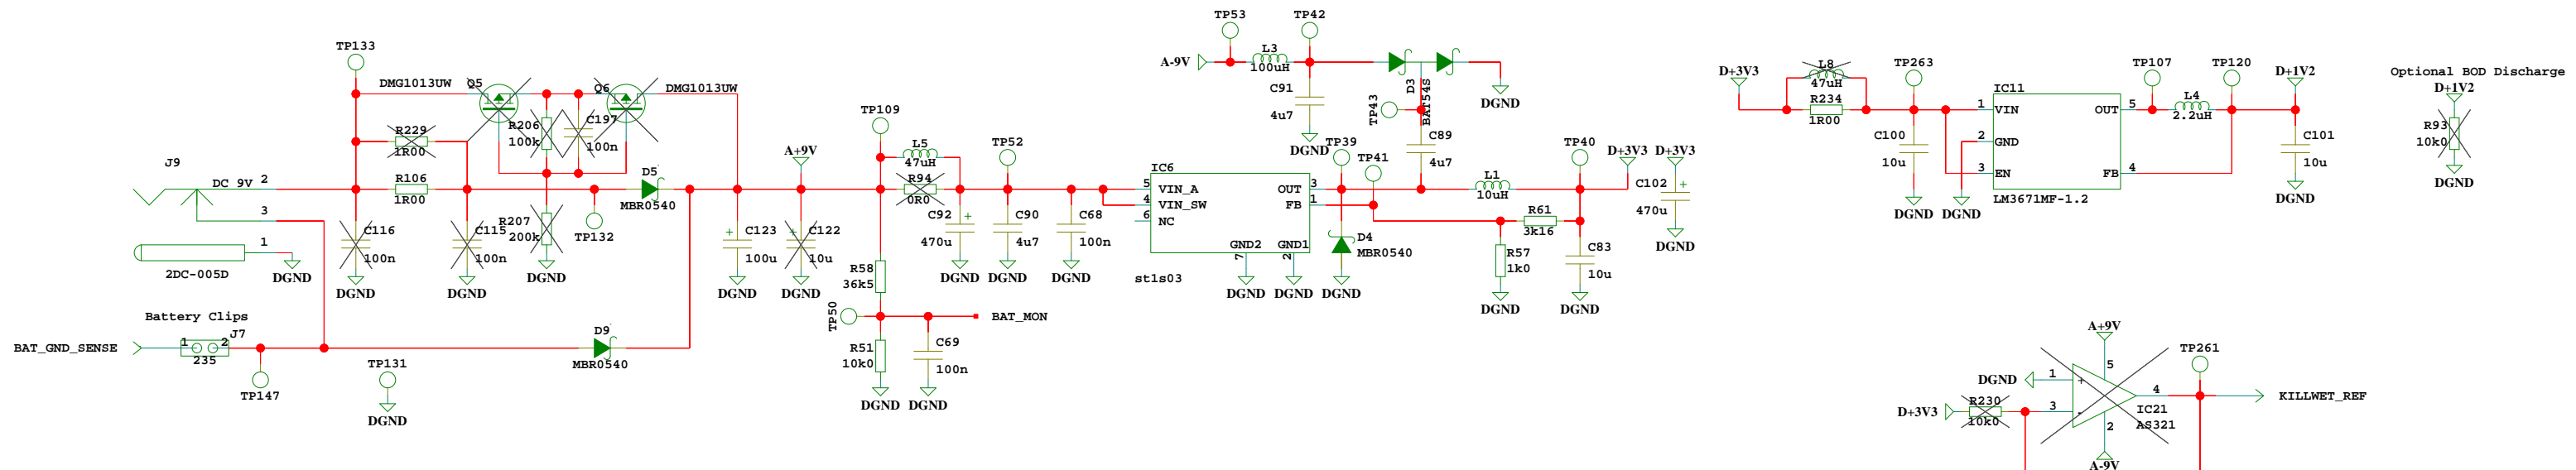 TP53
TP42
L3
100uH
A-9V
C91
4u7
DGND
D3
BAT54S
TP43
DGND
C89
4u7
TP133
DMG1013UW
Q5
Q6
DMG1013UW
R206
100k
C197
100n
R229
1R00
J9
DC 9V
2
3
1
2DC-005D
DGND
R106
1R00
C116
100n
DGND
C115
100n
DGND
R207
200k
DGND
TP132
D5
MBR0540
A+9V
C123
100u
DGND
C122
10u
DGND
TP109
L5
47uH
R94
0R0
TP52
C92
470u
DGND
C90
4u7
DGND
C68
100n
DGND
R58
36k5
TP50
BAT_MON
R51
10k0
C69
100n
DGND
DGND
Battery Clips
J7
BAT_GND_SENSE
1
2
235
TP147
TP131
DGND
D9
MBR0540
IC6
5
VIN_A
4
VIN_SW
6
NC
OUT
3
FB
1
GND2
GND1
7
2
st1s03
DGND
DGND
DGND
TP39
TP41
D4
MBR0540
L1
10uH
TP40
D+3V3
D+3V3
R61
3k16
R57
1k0
DGND
C83
10u
DGND
C102
470u
DGND
D+3V3
L8
47uH
R234
1R00
TP263
C100
10u
DGND
DGND
IC11
1
VIN
2
GND
3
EN
OUT
5
FB
4
LM3671MF-1.2
TP107
L4
2.2uH
TP120
D+1V2
C101
10u
DGND
Optional BOD Discharge
D+1V2
R93
10k0
DGND
A+9V
5
DGND
1
+
3
-
4
2
IC21
AS321
A-9V
D+3V3
R230
10k0
TP261
KILLWET_REF